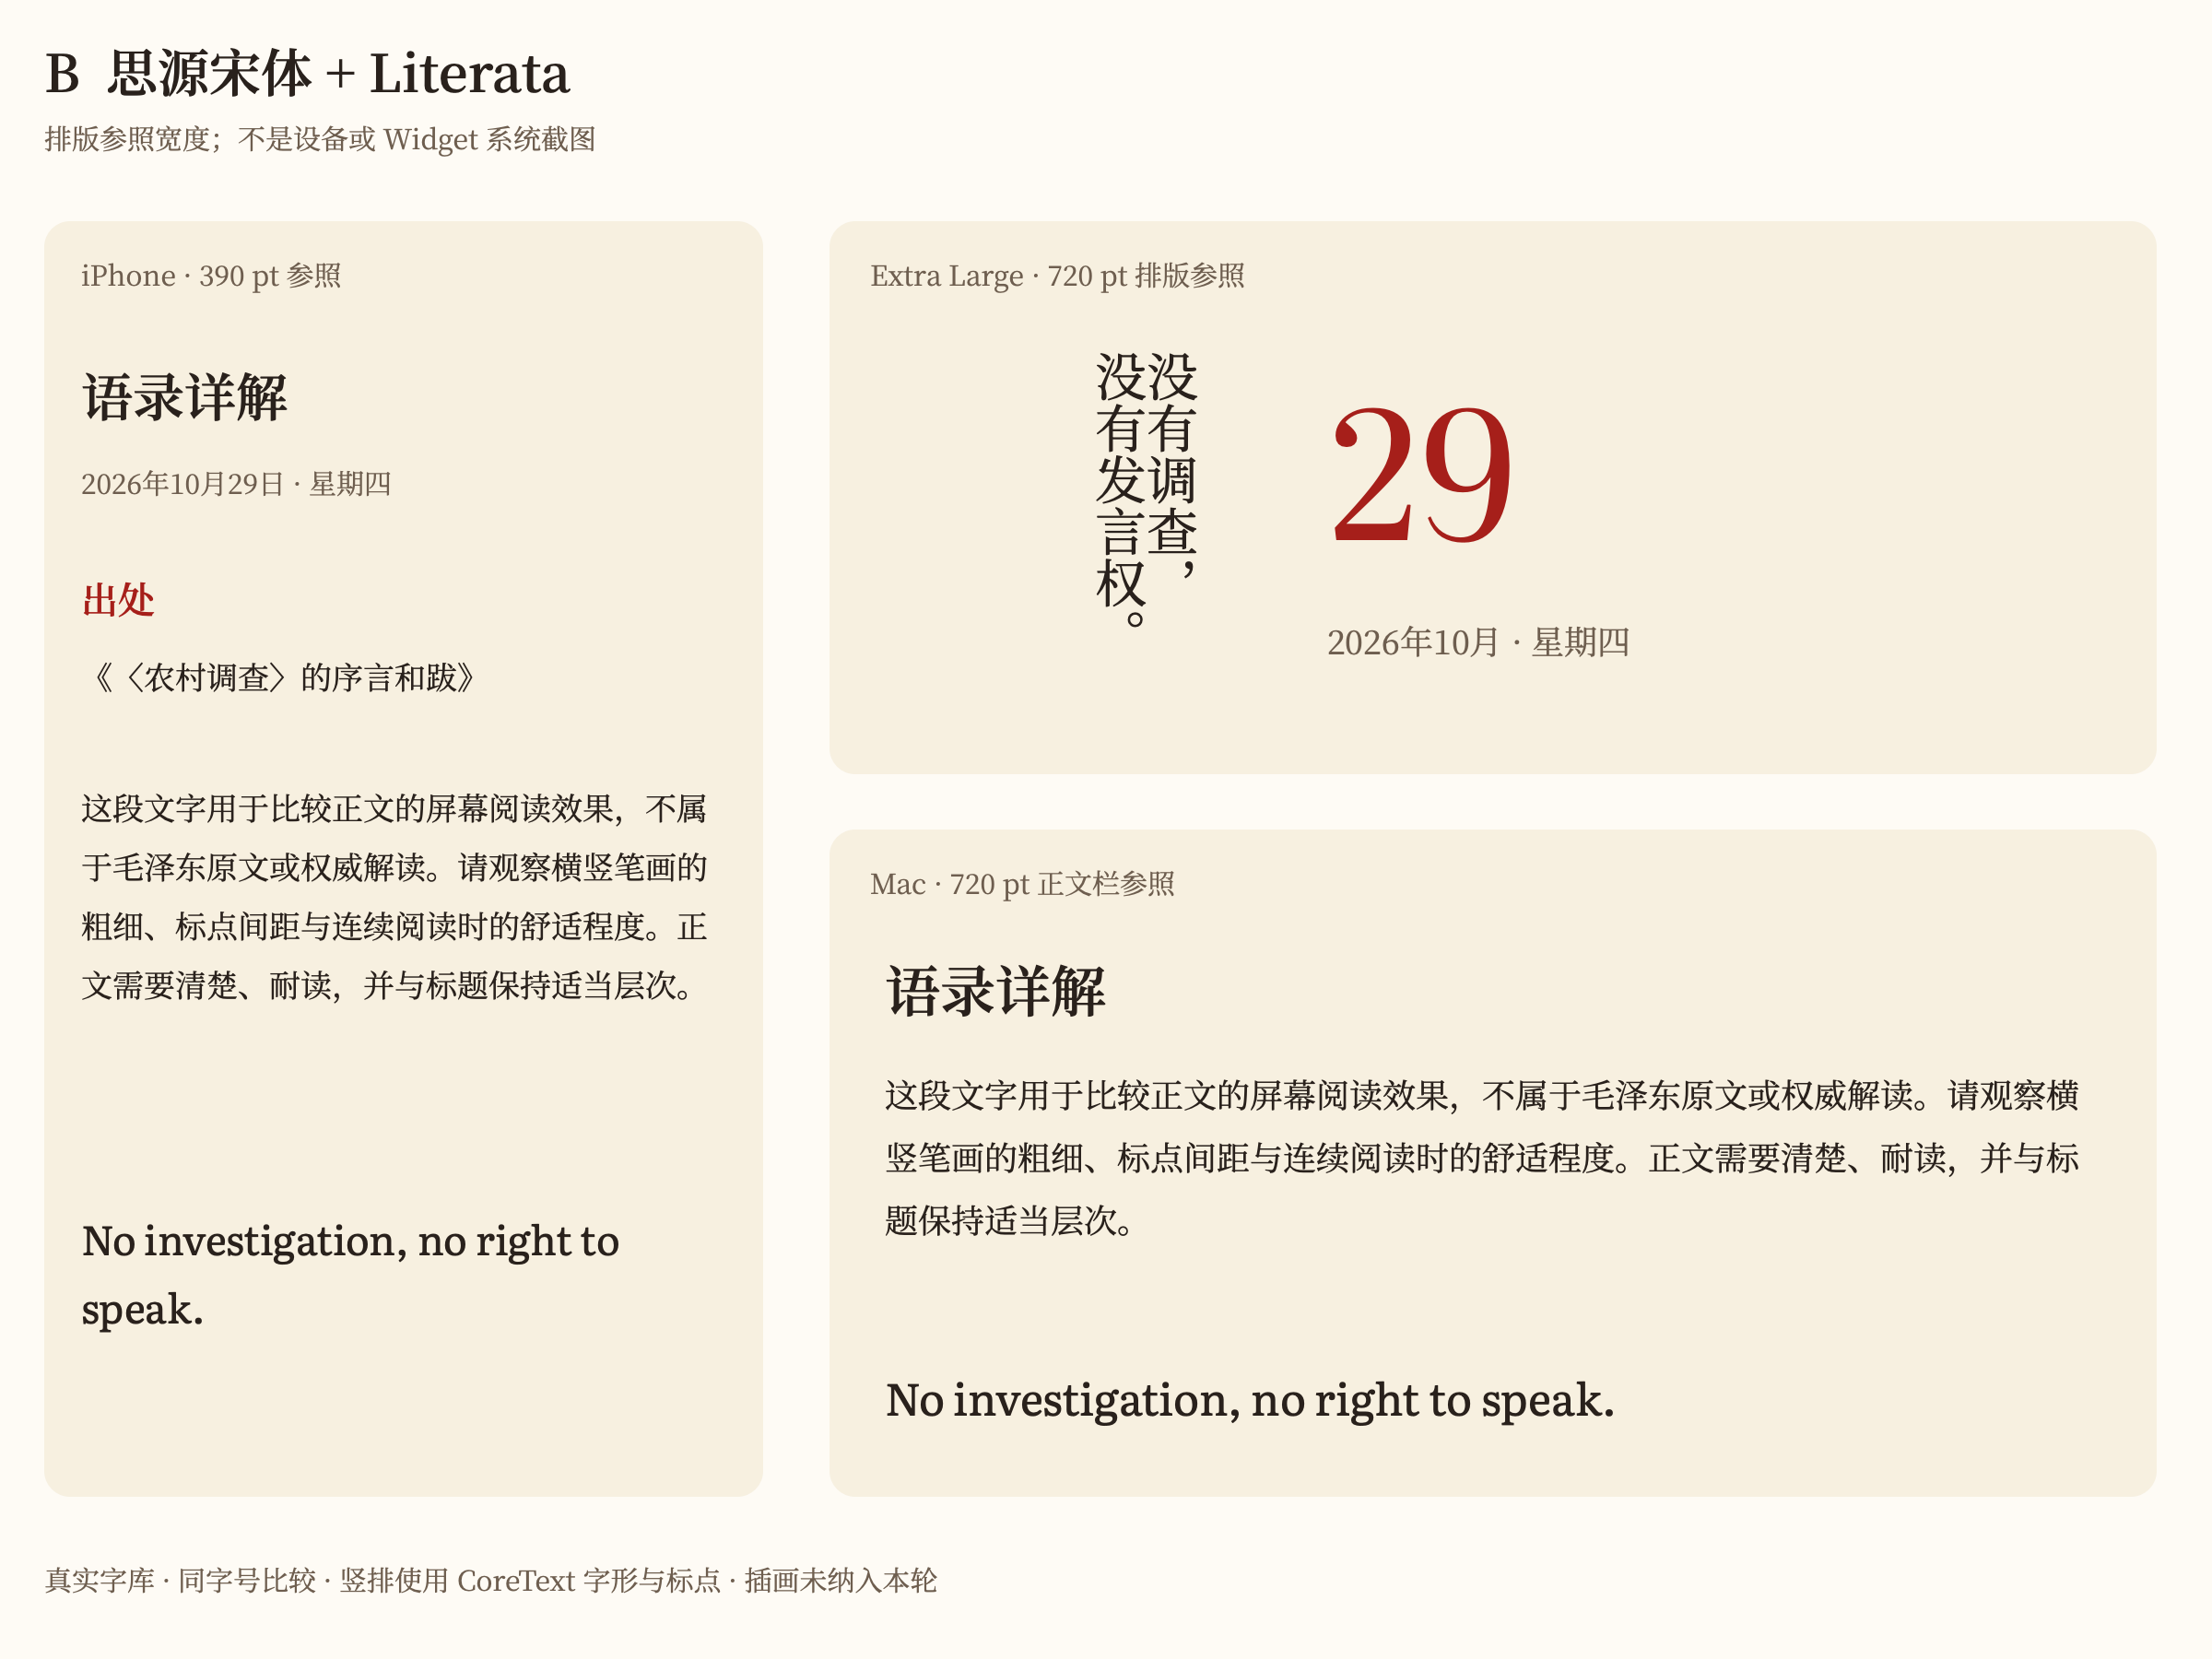 B 思源宋体 + Literata
排版参照宽度；不是设备或 Widget 系统截图
iPhone · 390 pt 参照
语录详解
2026年10月29日 · 星期四
出处
《〈农村调查〉的序言和跋》
这段文字用于比较正文的屏幕阅读效果，不属
于毛泽东原文或权威解读。请观察横竖笔画的
粗细、标点间距与连续阅读时的舒适程度。正
文需要清楚、耐读，并与标题保持适当层次。
No investigation, no right to
speak.
Extra Large · 720 pt 排版参照
没有调查，
没有发言权。
29
2026年10月 · 星期四
Mac · 720 pt 正文栏参照
语录详解
这段文字用于比较正文的屏幕阅读效果，不属于毛泽东原文或权威解读。请观察横
竖笔画的粗细、标点间距与连续阅读时的舒适程度。正文需要清楚、耐读，并与标
题保持适当层次。
No investigation, no right to speak.
真实字库 · 同字号比较 · 竖排使用 CoreText 字形与标点 · 插画未纳入本轮